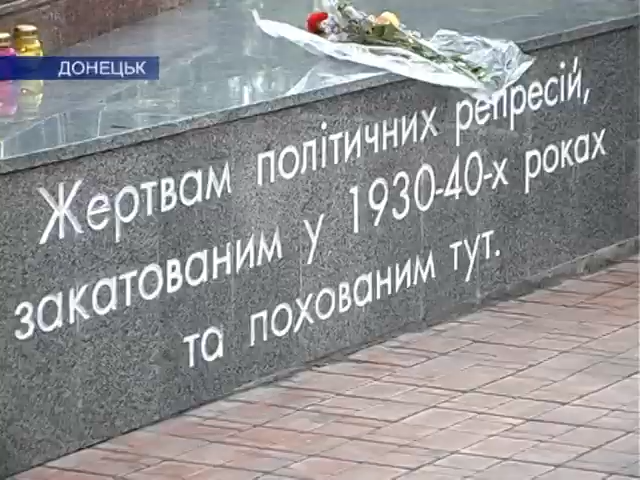 ДОНЕЦЬК
Жертвам політичних репресій,
закатованим у 1930-40-х роках
та похованим тут.